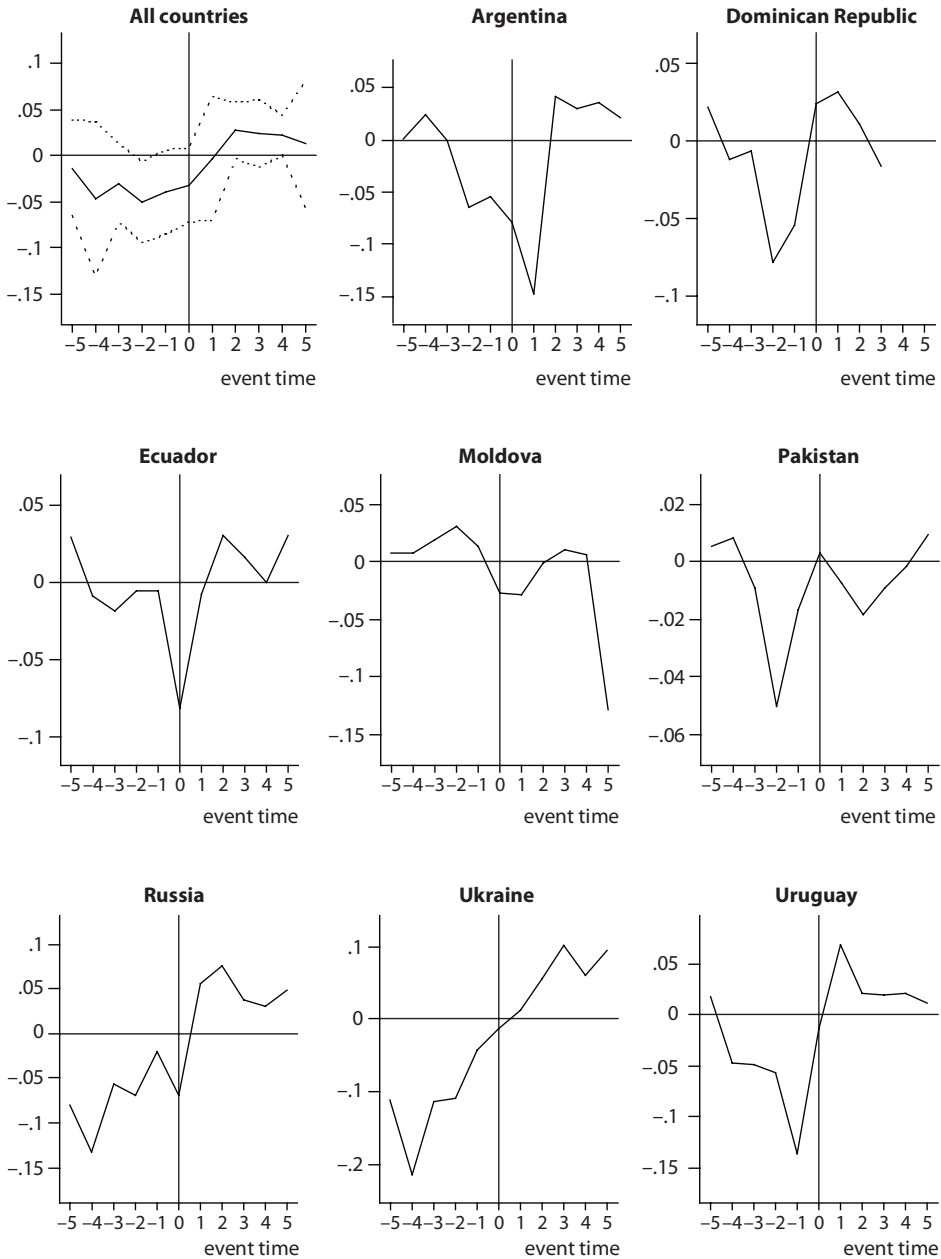 All countries
.1
.05
0
−.05
−.1
−.15
−5 −4 −3 −2 −1 0 1 2 3 4 5
event time
Argentina
.05
0
−.05
−.1
−.15
−5 −4 −3 −2 −1 0 1 2 3 4 5
event time
Dominican Republic
.05
0
−.05
−.1
−5 −4 −3 −2 −1 0 1 2 3 4 5
event time
Ecuador
.05
0
−.05
−.1
−5 −4 −3 −2 −1 0 1 2 3 4 5
event time
Moldova
.05
0
−.05
−.1
−.15
−5 −4 −3 −2 −1 0 1 2 3 4 5
event time
Pakistan
.02
0
−.02
−.04
−.06
−5 −4 −3 −2 −1 0 1 2 3 4 5
event time
Russia
.1
.05
0
−.05
−.1
−.15
−5 −4 −3 −2 −1 0 1 2 3 4 5
event time
Ukraine
.1
0
−.1
−.2
−5 −4 −3 −2 −1 0 1 2 3 4 5
event time
Uruguay
.05
0
−.05
−.1
−.15
−5 −4 −3 −2 −1 0 1 2 3 4 5
event time